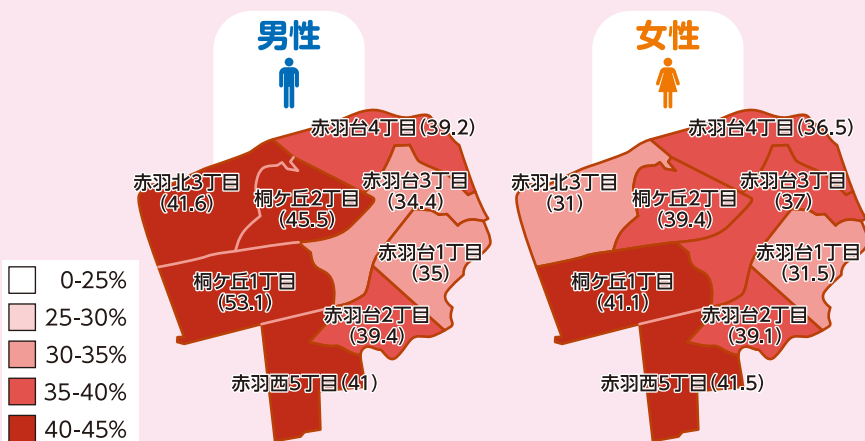 男性
女性
赤羽台4丁目(39.2)
赤羽北3丁目
(41.6)
桐ケ丘2丁目
(45.5)
赤羽台3丁目
(34.4)
赤羽台1丁目
(35)
桐ケ丘1丁目
(53.1)
赤羽台2丁目
(39.4)
赤羽西5丁目(41)
赤羽台4丁目(36.5)
赤羽北3丁目
(31)
桐ケ丘2丁目
(39.4)
赤羽台3丁目
(37)
赤羽台1丁目
(31.5)
桐ケ丘1丁目
(41.1)
赤羽台2丁目
(39.1)
赤羽西5丁目(41.5)
0-25%
25-30%
30-35%
35-40%
40-45%